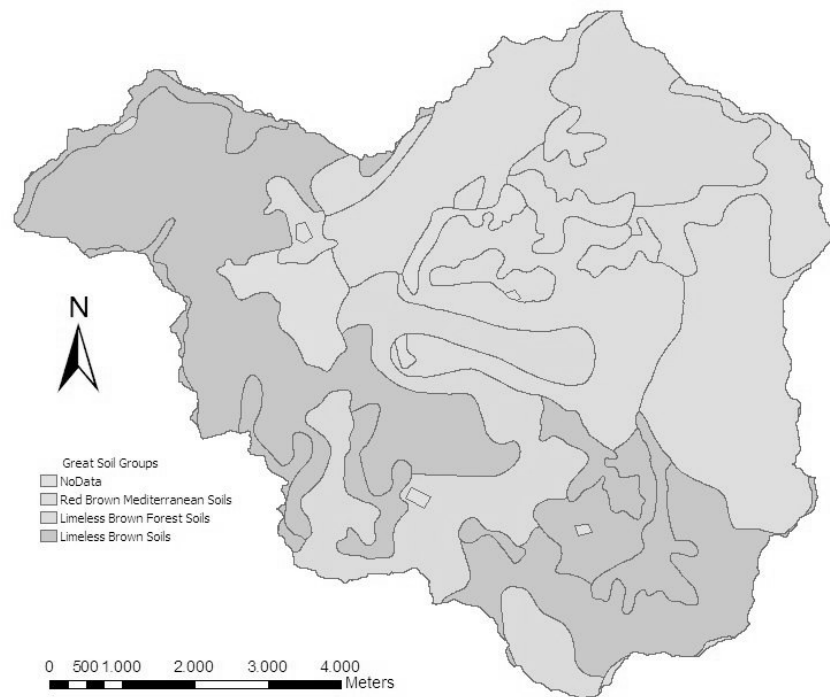 N
Great Soil Groups
NoData
Red Brown Mediterranean Soils
Limeless Brown Forest Soils
Limeless Brown Soils
0 500 1.000 2.000 3.000 4.000
Meters